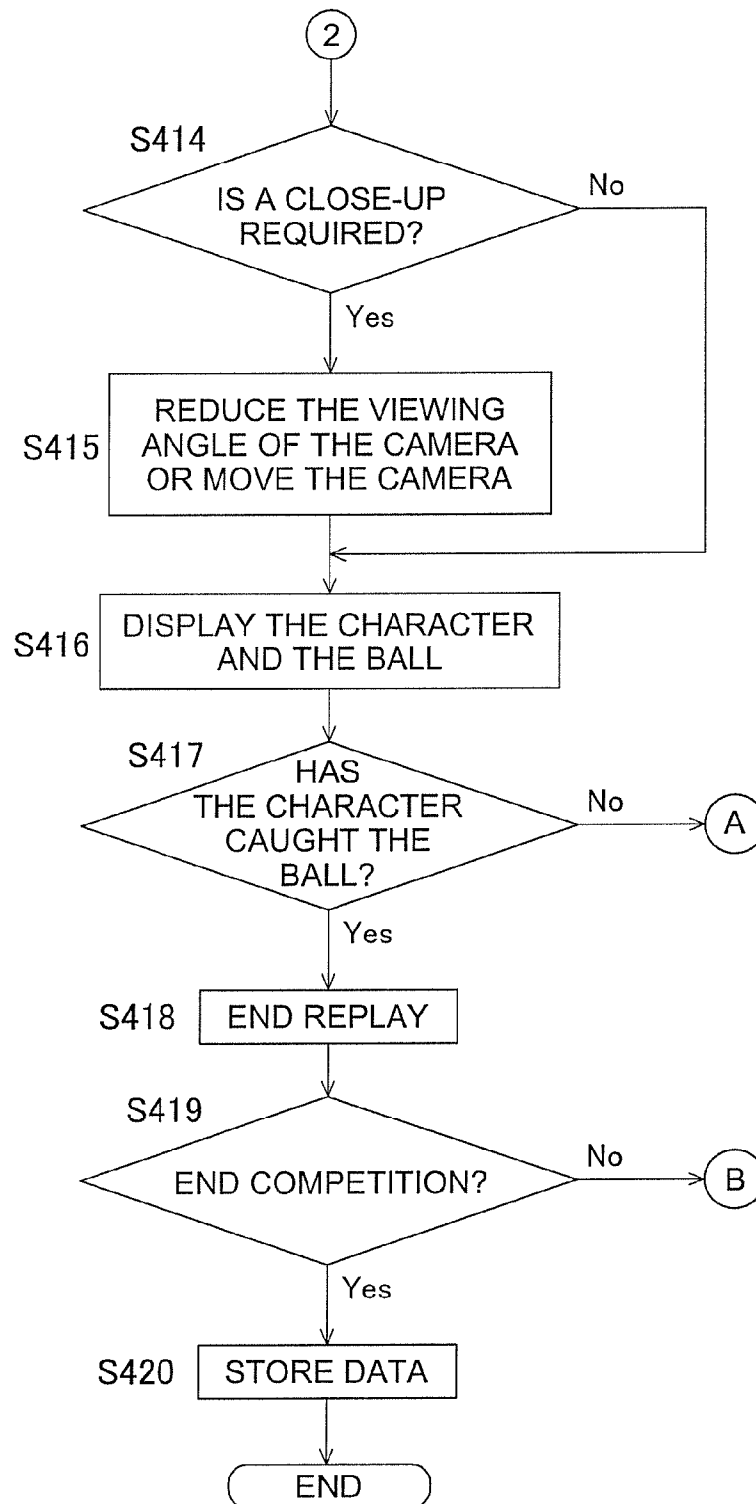 2
S414
IS A CLOSE-UP
REQUIRED?
No
Yes
S415
REDUCE THE VIEWING
ANGLE OF THE CAMERA
OR MOVE THE CAMERA
S416
DISPLAY THE CHARACTER
AND THE BALL
S417
HAS
THE CHARACTER
CAUGHT THE
BALL?
No
A
Yes
S418
END REPLAY
S419
END COMPETITION?
No
B
Yes
S420
STORE DATA
END